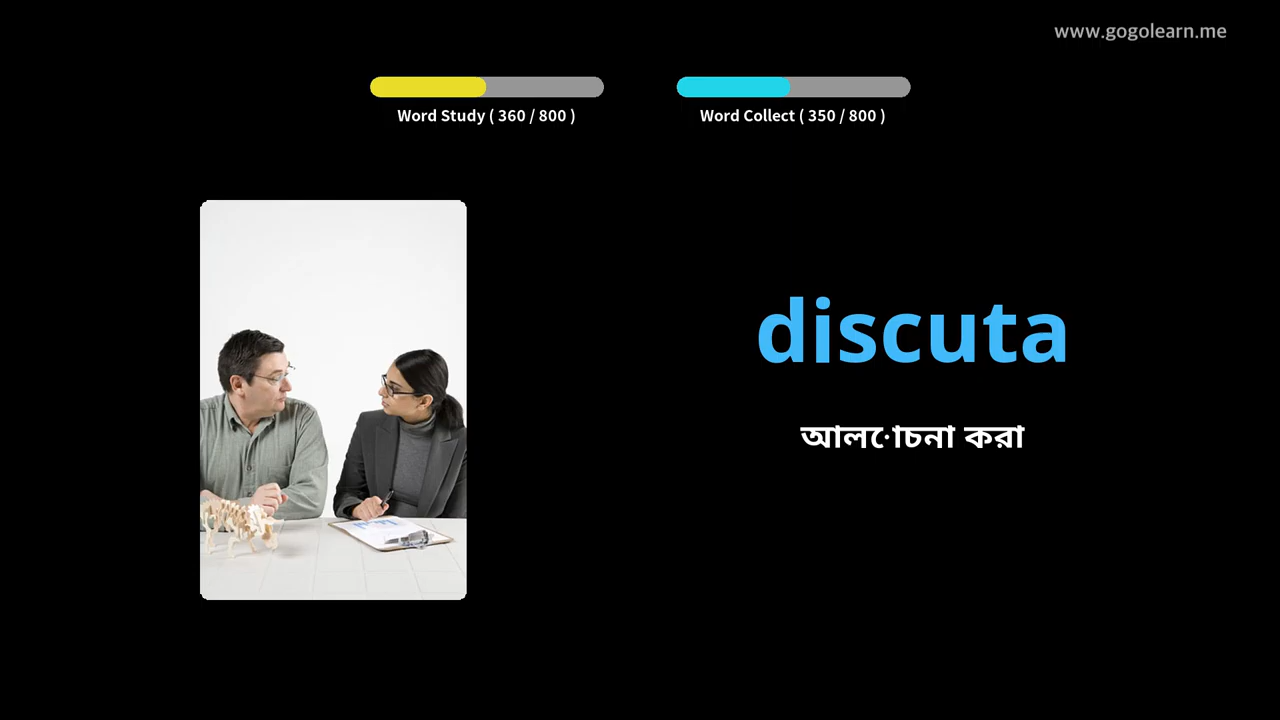 www.gogolearn.me
Word Study ( 360 / 800 )
Word Collect ( 350 / 800 )
discuta
আলোচনা করা